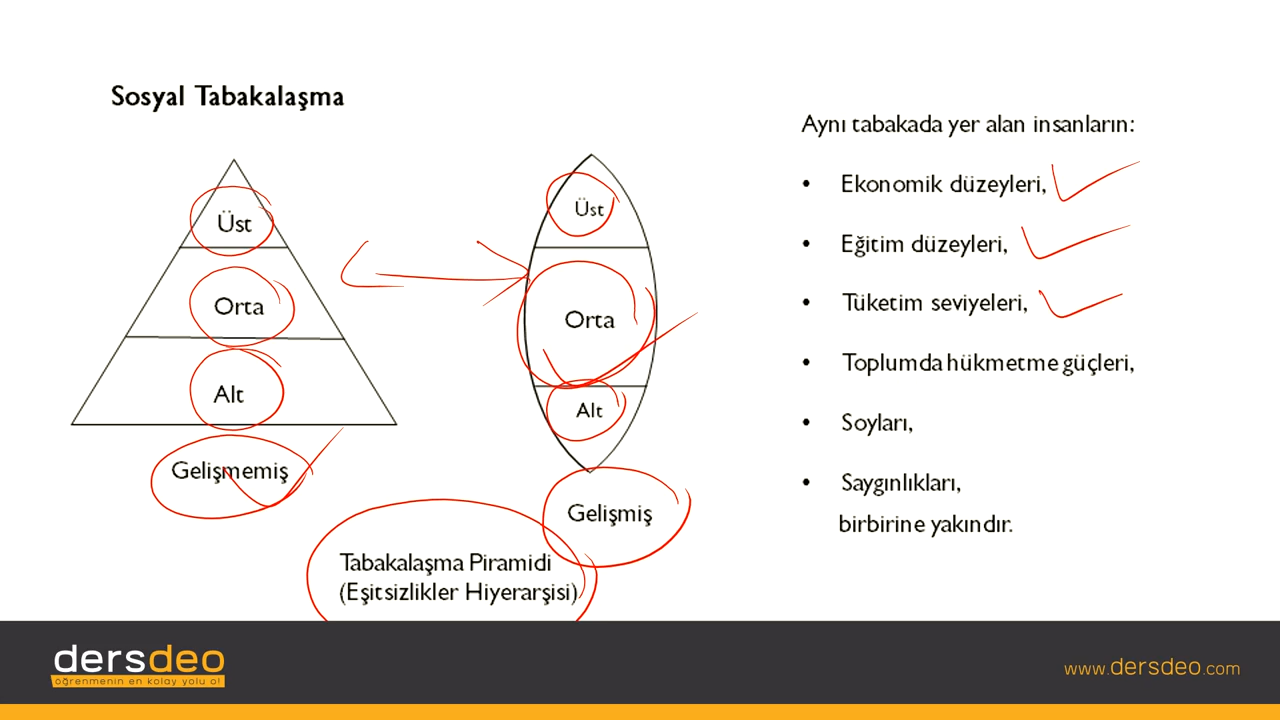 Sosyal Tabakalaşma
Üst
Orta
Alt
Gelişmemiş
Üst
Orta
Alt
Gelişmiş
Tabakalaşma Piramidi
(Eşitsizlikler Hiyerarşisi)
Aynı tabakada yer alan insanların:
• Ekonomik düzeyleri,
• Eğitim düzeyleri,
• Tüketim seviyeleri,
• Toplumda hükmetme güçleri,
• Soyları,
• Saygınlıkları,
birbirine yakındır.
dersdeo
öğrenmenin en kolay yolu o!
www.dersdeo.com